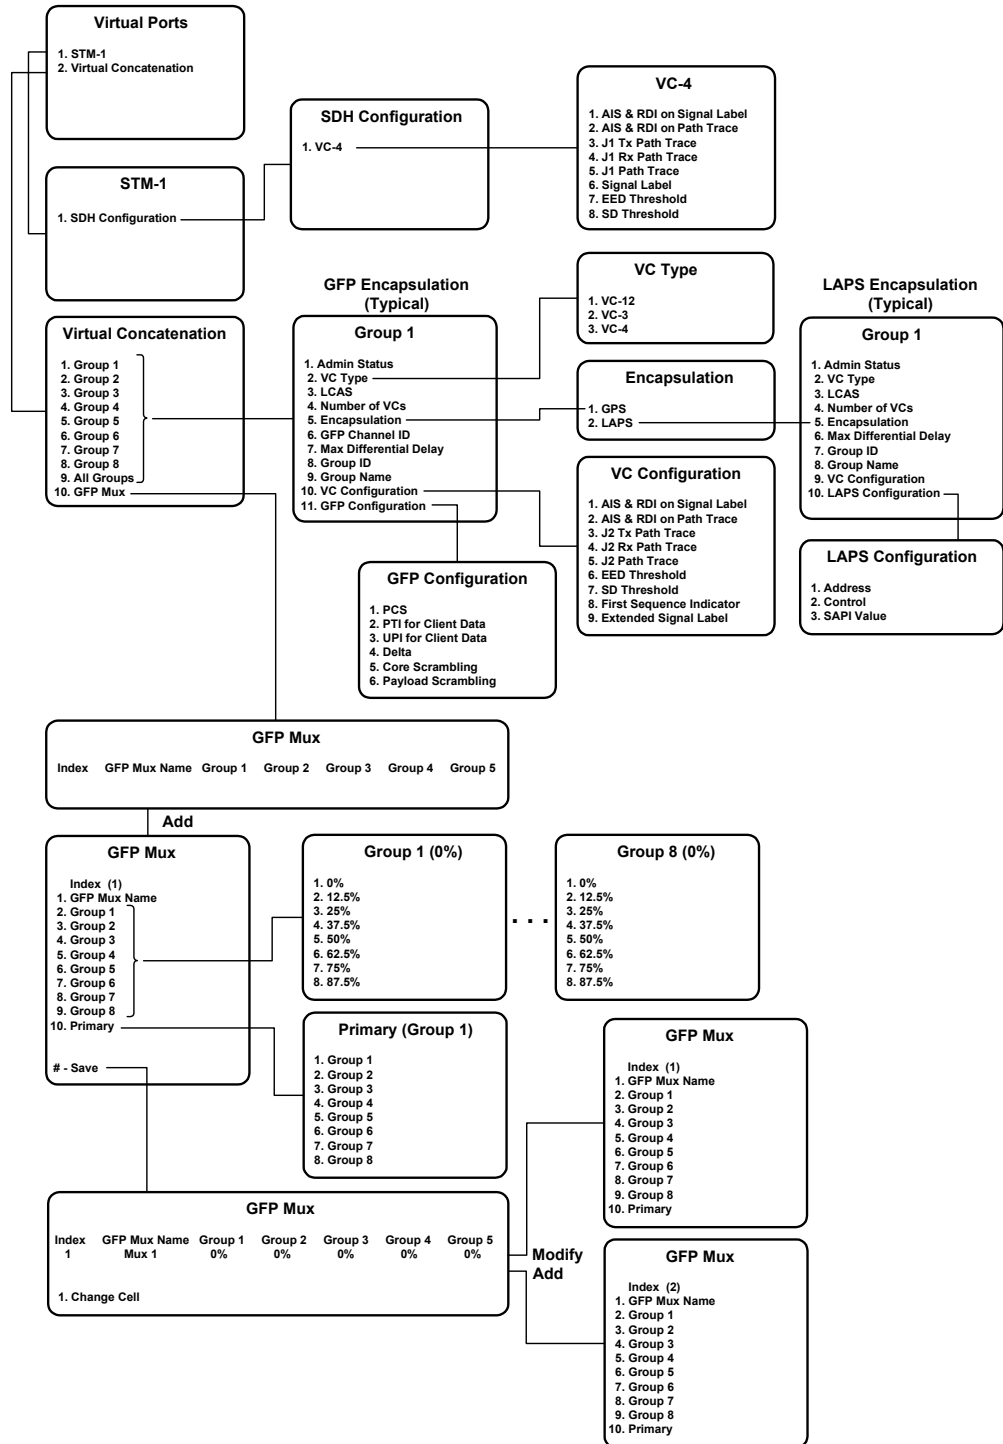 Virtual Ports
1. STM-1
2. Virtual Concatenation
STM-1
1. SDH Configuration
SDH Configuration
1. VC-4
VC-4
1. AIS & RDI on Signal Label
2. AIS & RDI on Path Trace
3. J1 Tx Path Trace
4. J1 Rx Path Trace
5. J1 Path Trace
6. Signal Label
7. EED Threshold
8. SD Threshold
Virtual Concatenation
1. Group 1
2. Group 2
3. Group 3
4. Group 4
5. Group 5
6. Group 6
7. Group 7
8. Group 8
9. All Groups
10. GFP Mux
GFP Encapsulation
(Typical)
Group 1
1. Admin Status
2. VC Type
3. LCAS
4. Number of VCs
5. Encapsulation
6. GFP Channel ID
7. Max Differential Delay
8. Group ID
9. Group Name
10. VC Configuration
11. GFP Configuration
VC Type
1. VC-12
2. VC-3
3. VC-4
Encapsulation
1. GPS
2. LAPS
VC Configuration
1. AIS & RDI on Signal Label
2. AIS & RDI on Path Trace
3. J2 Tx Path Trace
4. J2 Rx Path Trace
5. J2 Path Trace
6. EED Threshold
7. SD Threshold
8. First Sequence Indicator
9. Extended Signal Label
LAPS Encapsulation
(Typical)
Group 1
1. Admin Status
2. VC Type
3. LCAS
4. Number of VCs
5. Encapsulation
6. Max Differential Delay
7. Group ID
8. Group Name
9. VC Configuration
10. LAPS Configuration
LAPS Configuration
1. Address
2. Control
3. SAPI Value
GFP Configuration
1. PCS
2. PTI for Client Data
3. UPI for Client Data
4. Delta
5. Core Scrambling
6. Payload Scrambling
GFP Mux
Index GFP Mux Name Group 1 Group 2 Group 3 Group 4 Group 5
Add
GFP Mux
Index (1)
1. GFP Mux Name
2. Group 1
3. Group 2
4. Group 3
5. Group 4
6. Group 5
7. Group 6
8. Group 7
9. Group 8
10. Primary
# - Save
Group 1 (0%)
1. 0%
2. 12.5%
3. 25%
4. 37.5%
5. 50%
6. 62.5%
7. 75%
8. 87.5%
. . .
Group 8 (0%)
1. 0%
2. 12.5%
3. 25%
4. 37.5%
5. 50%
6. 62.5%
7. 75%
8. 87.5%
Primary (Group 1)
1. Group 1
2. Group 2
3. Group 3
4. Group 4
5. Group 5
6. Group 6
7. Group 7
8. Group 8
GFP Mux
Index GFP Mux Name Group 1 Group 2 Group 3 Group 4 Group 5
1 Mux 1 0% 0% 0% 0% 0%
1. Change Cell
Modify
Add
GFP Mux
Index (1)
1. GFP Mux Name
2. Group 1
3. Group 2
4. Group 3
5. Group 4
6. Group 5
7. Group 6
8. Group 7
9. Group 8
10. Primary
GFP Mux
Index (2)
1. GFP Mux Name
2. Group 1
3. Group 2
4. Group 3
5. Group 4
6. Group 5
7. Group 6
8. Group 7
9. Group 8
10. Primary